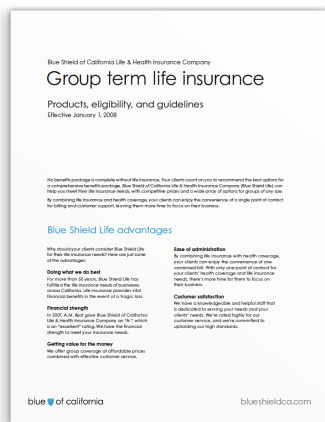 Blue Shield of California Life & Health Insurance Company
Group term life insurance
Products, eligibility, and guidelines
Effective January 1, 2008
No benefits package is complete without life insurance. Your clients count on you to recommend the best options for
a comprehensive benefits package. Blue Shield of California Life & Health Insurance Company (Blue Shield Life) can
help you meet their life insurance needs, with competitive prices and a wide array of options for groups of any size.
By combining life insurance and health coverage, your clients can enjoy the convenience of a single point of contact
for billing and customer support, leaving them more time to focus on their business.
Blue Shield Life advantages
Why should your clients consider Blue Shield Life
for their life insurance needs? Here are just some
of the advantages:
Doing what we do best
For more than 50 years, Blue Shield Life has
fulfilled the life insurance needs of businesses
across California. Life insurance provides vital
financial benefits in the event of a tragic loss.
Financial strength
In 2007, A.M. Best gave Blue Shield of California
Life & Health Insurance Company an "A-", which
is an "excellent" rating. We have the financial
strength to meet your insurance needs.
Getting value for the money
We offer group coverage at affordable prices
combined with effective customer service.
Ease of administration
By combining life insurance with health coverage,
your clients can enjoy the convenience of one
combined bill. With only one point of contact for
your clients' health coverage and life insurance
needs, there's more time for them to focus on
their business.
Customer satisfaction
We have a knowledgeable and helpful staff that
is dedicated to serving your needs and your
clients' needs. We're rated highly for our
customer service, and we're committed to
upholding our high standards.
blue of california
blueshieldca.com